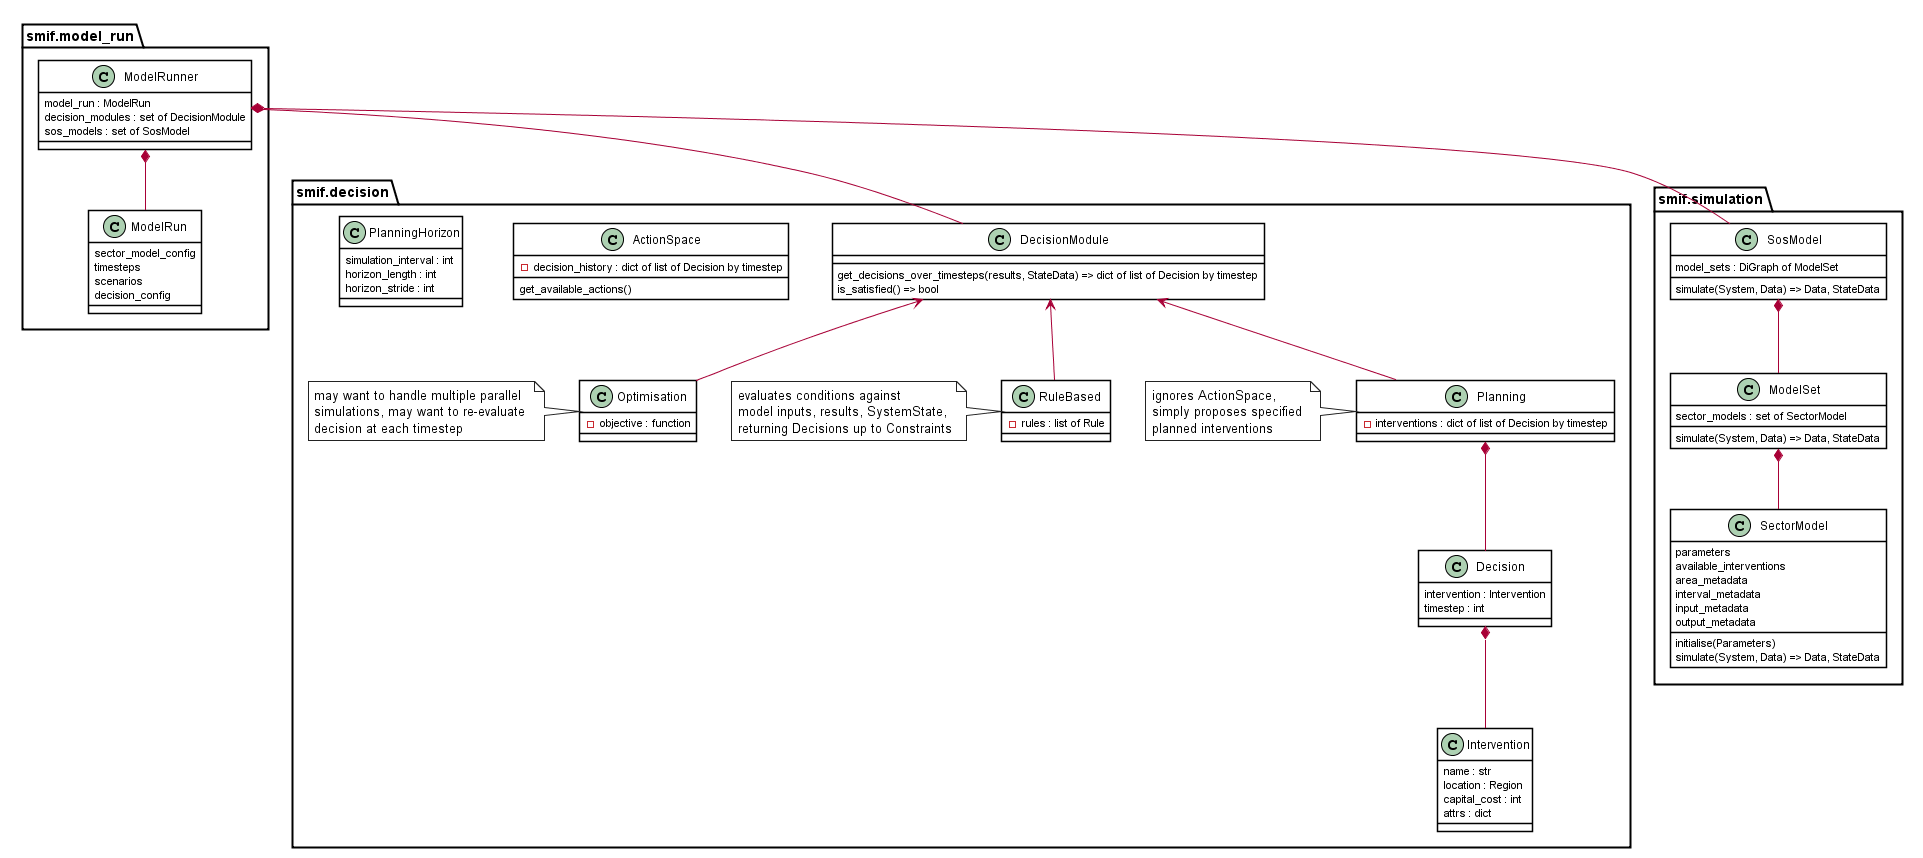 smif.model_run
C ModelRunner
model_run : ModelRun
decision_modules : set of DecisionModule
sos_models : set of SosModel
C ModelRun
sector_model_config
timesteps
scenarios
decision_config
smif.decision
C PlanningHorizon
simulation_interval : int
horizon_length : int
horizon_stride : int
C ActionSpace
decision_history : dict of list of Decision by timestep
get_available_actions()
C DecisionModule
get_decisions_over_timesteps(results, StateData) => dict of list of Decision by timestep
is_satisfied() => bool
may want to handle multiple parallel
simulations, may want to re-evaluate
decision at each timestep
C Optimisation
objective : function
evaluates conditions against
model inputs, results, SystemState,
returning Decisions up to Constraints
C RuleBased
rules : list of Rule
ignores ActionSpace,
simply proposes specified
planned interventions
C Planning
interventions : dict of list of Decision by timestep
C Decision
intervention : Intervention
timestep : int
C Intervention
name : str
location : Region
capital_cost : int
attrs : dict
smif.simulation
C SosModel
model_sets : DiGraph of ModelSet
simulate(System, Data) => Data, StateData
C ModelSet
sector_models : set of SectorModel
simulate(System, Data) => Data, StateData
C SectorModel
parameters
available_interventions
area_metadata
interval_metadata
input_metadata
output_metadata
initialise(Parameters)
simulate(System, Data) => Data, StateData